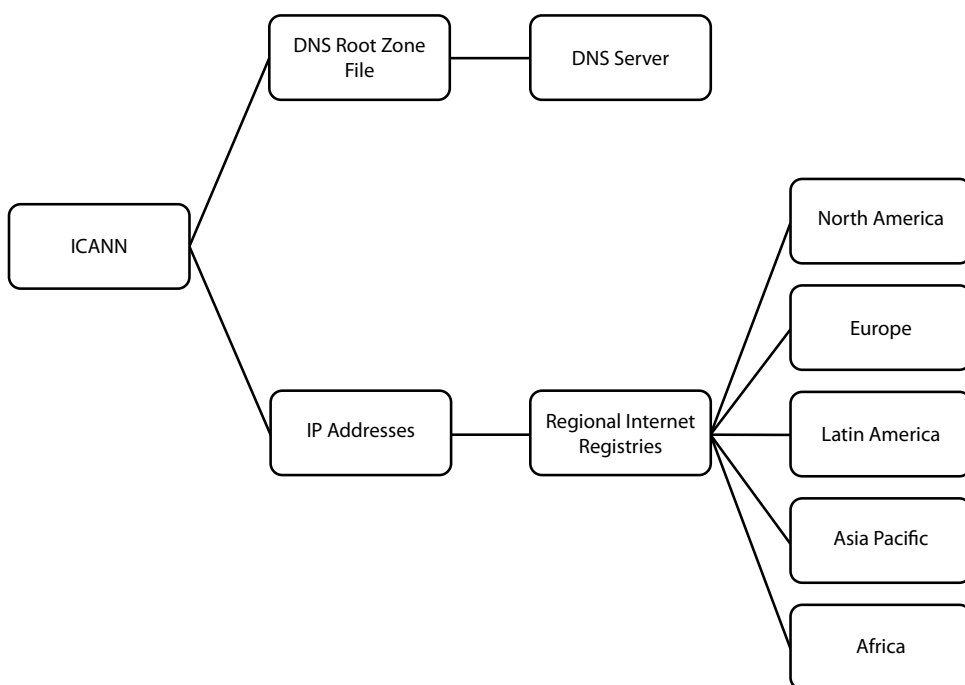 DNS Root Zone
File
DNS Server
ICANN
North America
Europe
IP Addresses
Regional Internet
Registries
Latin America
Asia Pacific
Africa